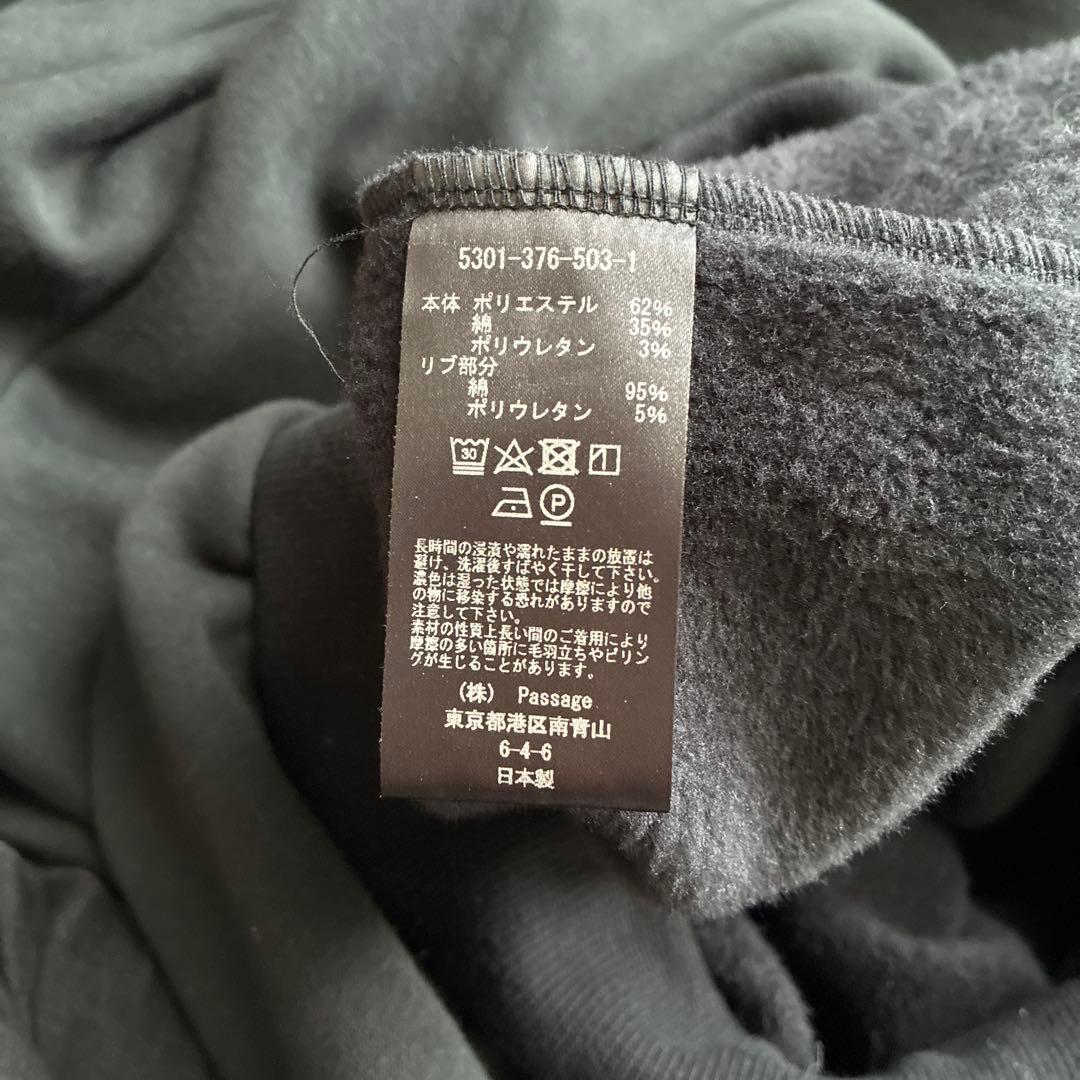 5301-376-503-1
本体 ポリエステル 62%
綿 35%
ポリウレタン 3%
リブ部分
綿 95%
ポリウレタン 5%
30
P
長時間の浸漬や濡れたままの放置は
避け、洗濯後すばやく干して下さい。
濃色は湿った状態では摩擦により他
の物に移染する恐れがありますので
注意して下さい。
素材の性質上長い間のご着用により
摩擦の多い箇所に毛羽立ちやピリン
グが生じることがあります。
(株) Passage
東京都港区南青山
6-4-6
日本製